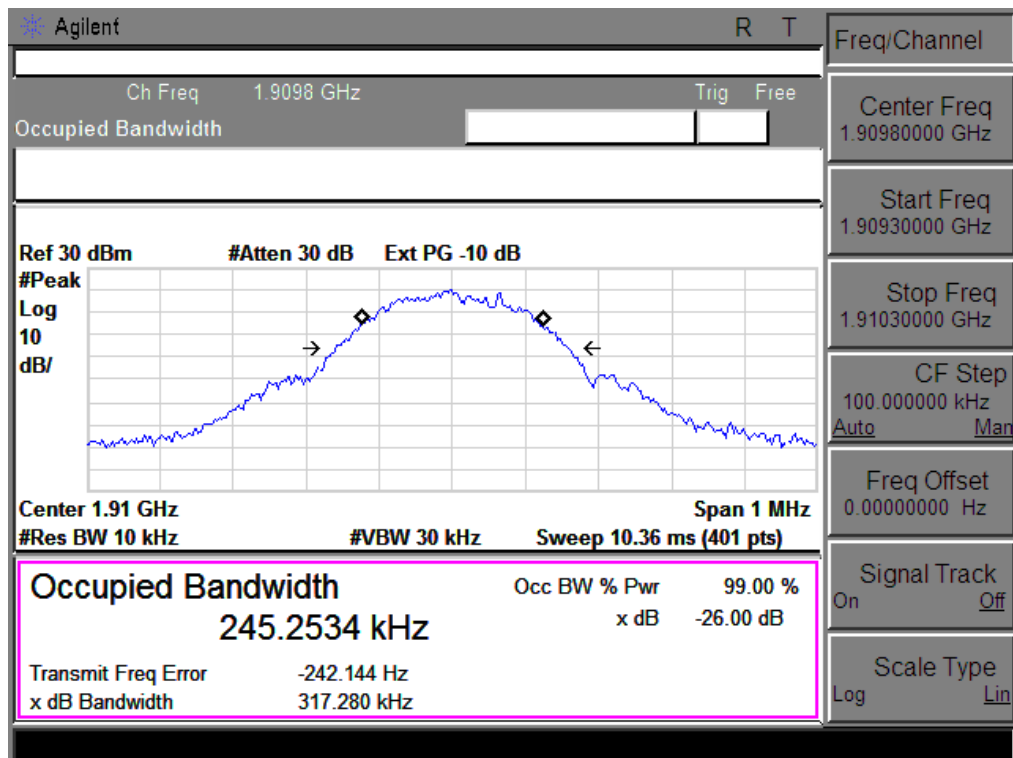 Agilent R T
Ch Freq 1.9098 GHz Trig Free
Occupied Bandwidth
Ref 30 dBm #Atten 30 dB Ext PG -10 dB
#Peak
Log
10
dB/
Center 1.91 GHz Span 1 MHz
#Res BW 10 kHz #VBW 30 kHz Sweep 10.36 ms (401 pts)
Occupied Bandwidth Occ BW % Pwr 99.00 %
245.2534 kHz x dB -26.00 dB
Transmit Freq Error -242.144 Hz
x dB Bandwidth 317.280 kHz
Freq/Channel
Center Freq
1.90980000 GHz
Start Freq
1.90930000 GHz
Stop Freq
1.91030000 GHz
CF Step
100.000000 kHz
Auto Man
Freq Offset
0.00000000 Hz
Signal Track
On Off
Scale Type
Log Lin